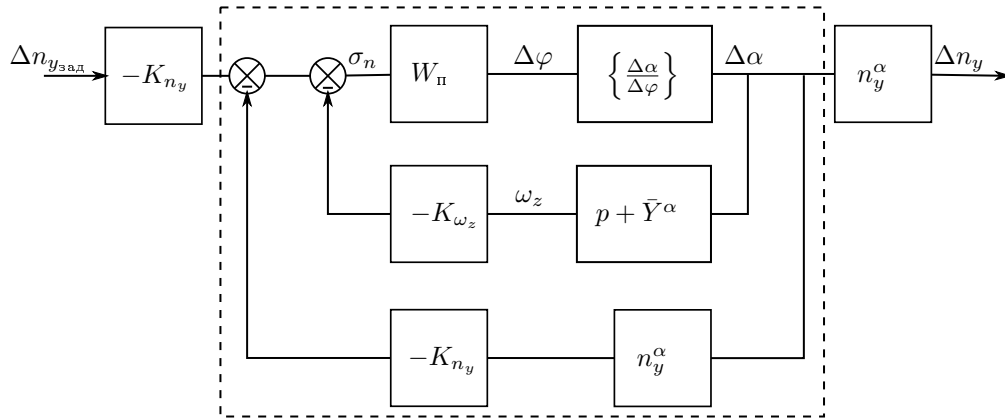 Δn_{y_{зад}}
−K_{n_y}
σ_n
W_п
Δφ
{Δα/Δφ}
Δα
n_y^α
Δn_y
−K_{ω_z}
ω_z
p + Ȳ^α
−K_{n_y}
n_y^α